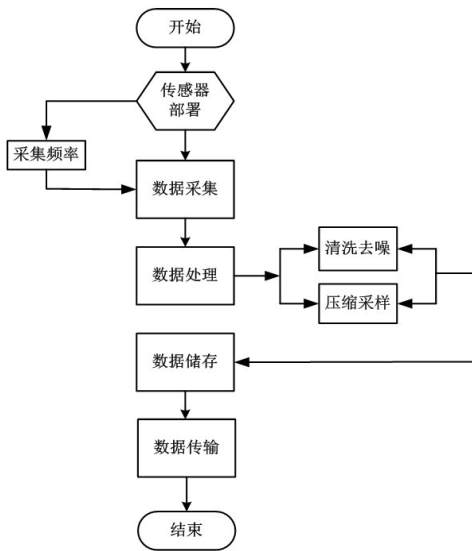 开始
传感器
部署
采集频率
数据采集
数据处理
清洗去噪
压缩采样
数据储存
数据传输
结束